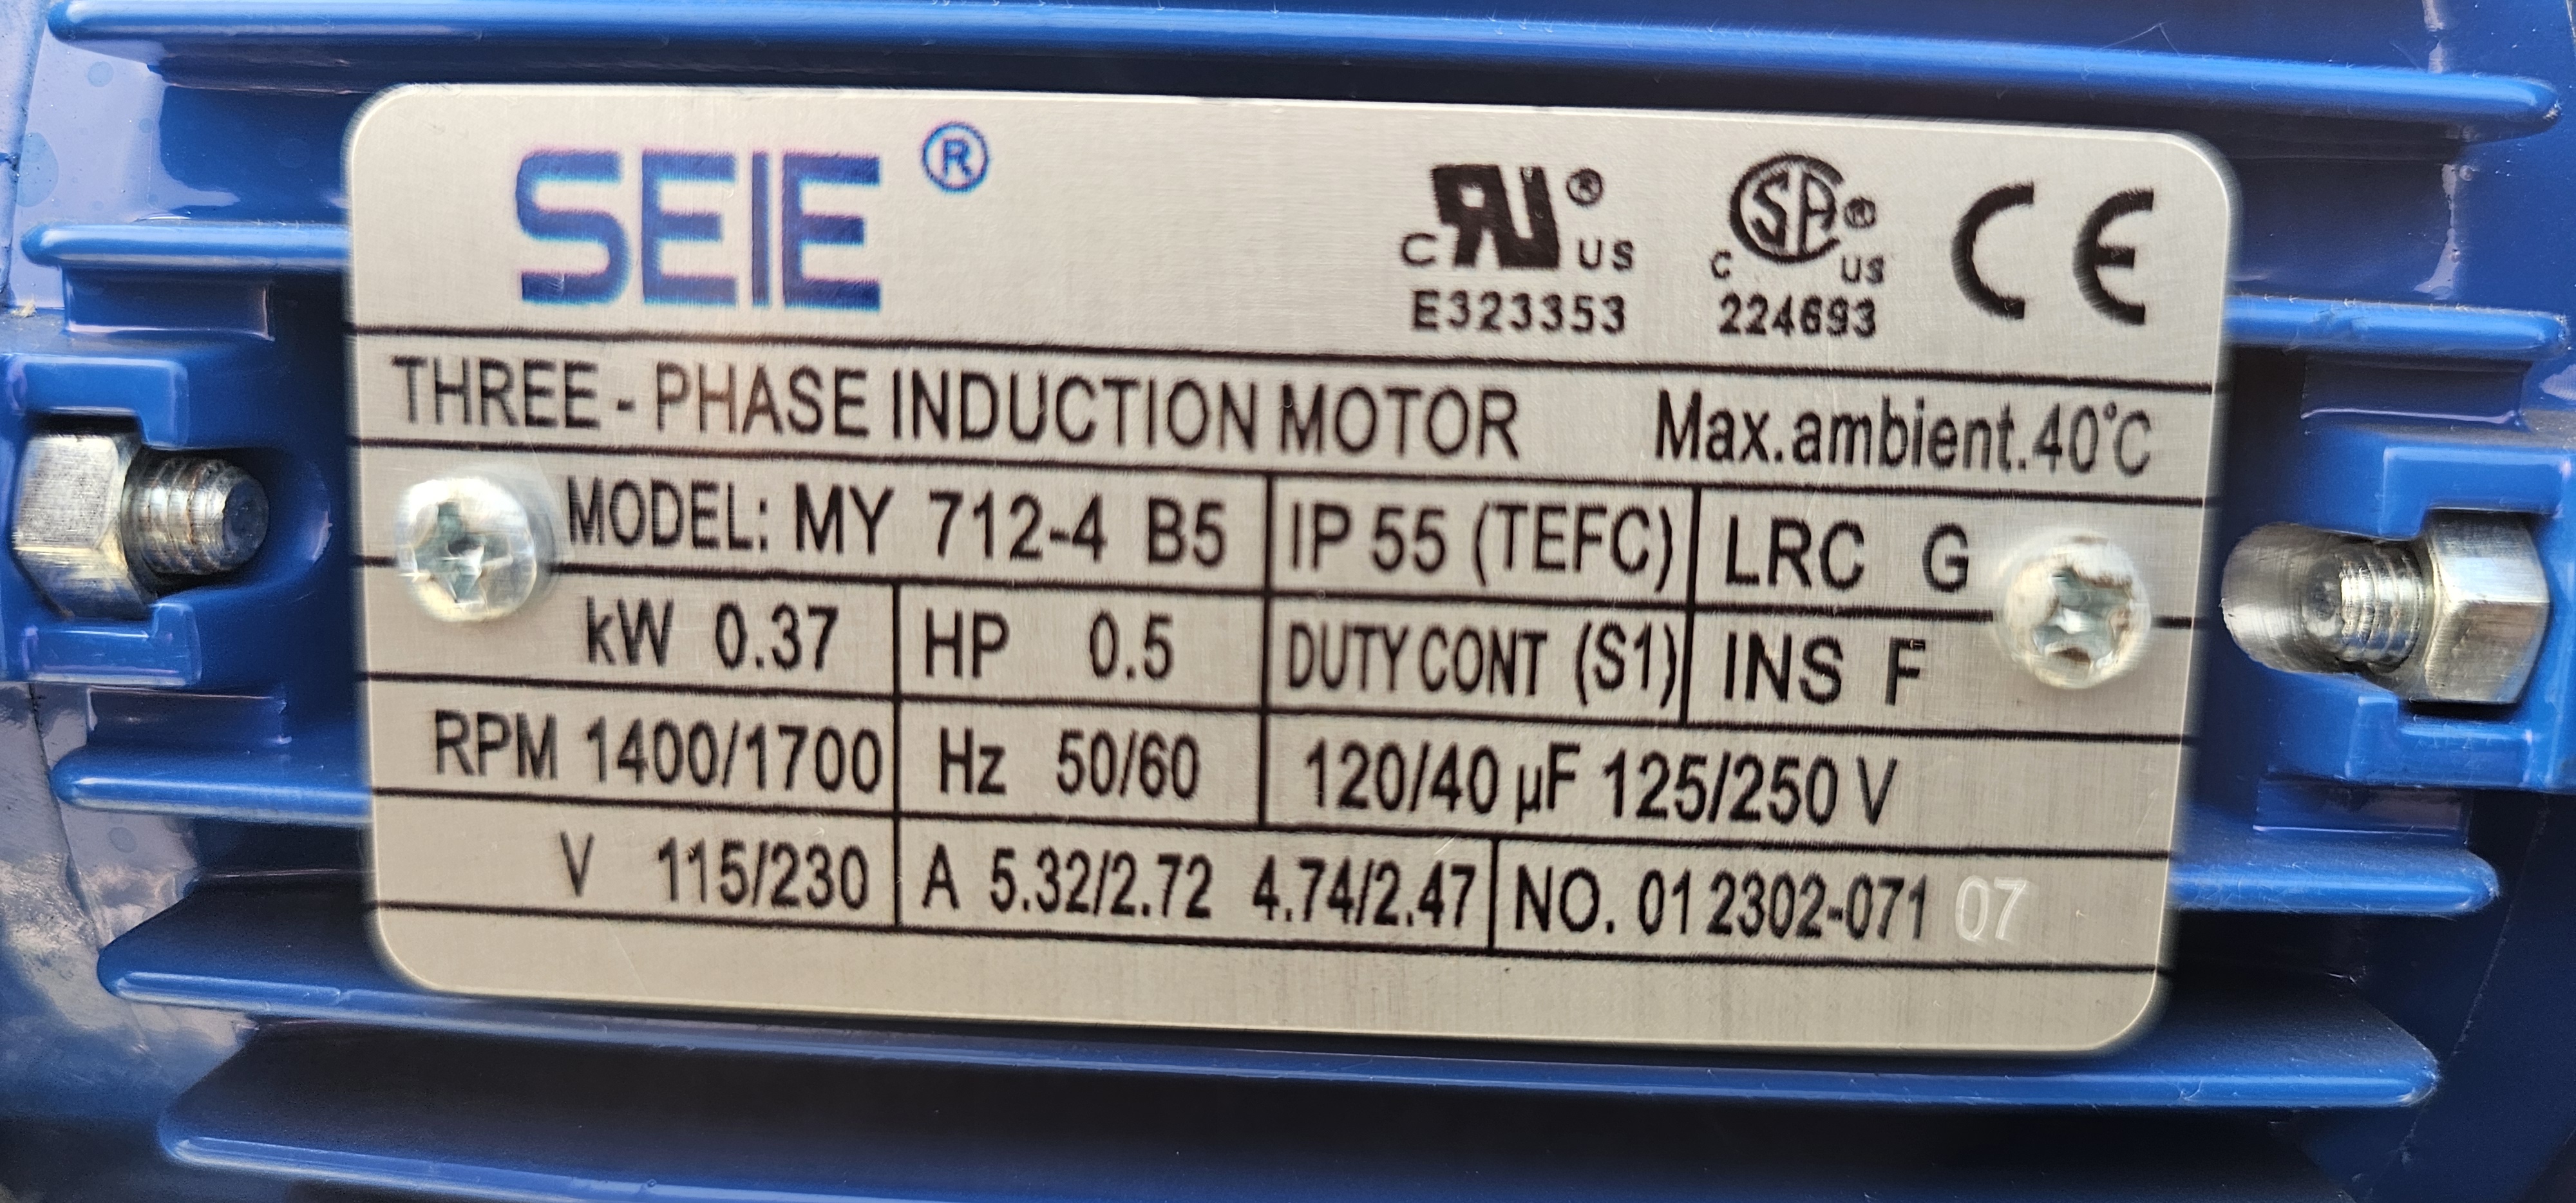 SEIE ®
C RU ® US SA ® C US CE
E323353 224693
THREE - PHASE INDUCTION MOTOR Max.ambient.40°C
MODEL: MY 712-4 B5 IP 55 (TEFC) LRC G
kW 0.37 HP 0.5 DUTY CONT (S1) INS F
RPM 1400/1700 Hz 50/60 120/40 µF 125/250 V
V 115/230 A 5.32/2.72 4.74/2.47 NO. 01 2302-071 07